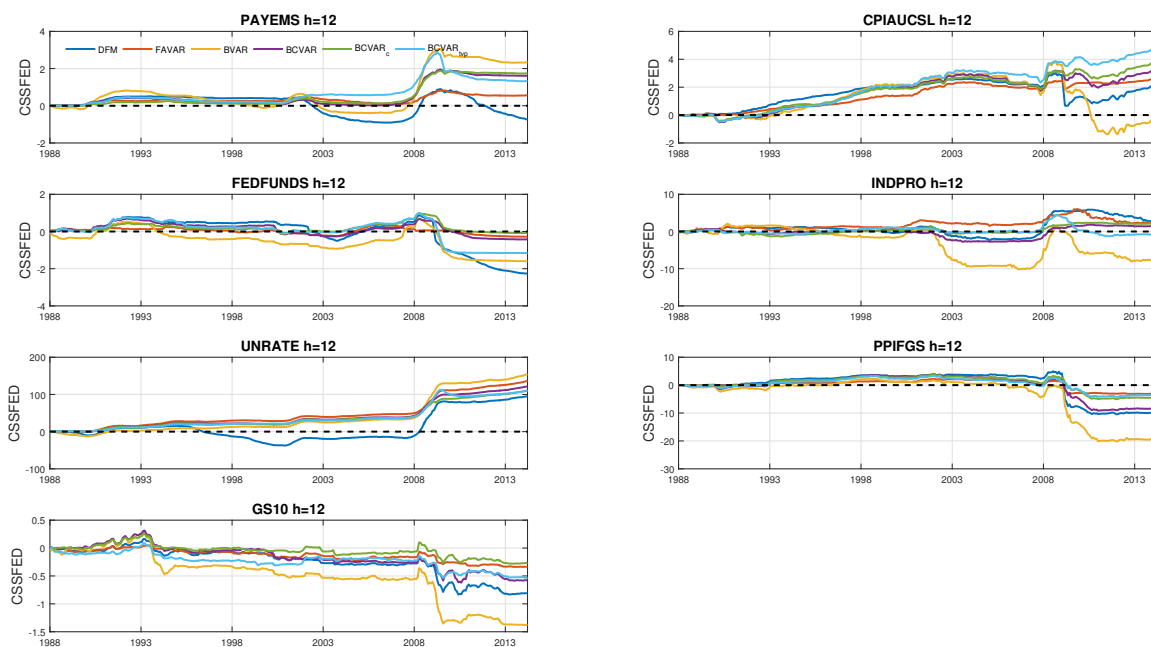 PAYEMS h=12
CSSFED
4
2
0
-2
DFM FAVAR BVAR BCVAR BCVARc BCVARtvp
1988 1993 1998 2003 2008 2013
CPIAUCSL h=12
CSSFED
6
4
2
0
-2
1988 1993 1998 2003 2008 2013
FEDFUNDS h=12
CSSFED
2
0
-2
-4
1988 1993 1998 2003 2008 2013
INDPRO h=12
CSSFED
10
0
-10
-20
1988 1993 1998 2003 2008 2013
UNRATE h=12
CSSFED
200
100
0
-100
1988 1993 1998 2003 2008 2013
PPIFGS h=12
CSSFED
10
0
-10
-20
-30
1988 1993 1998 2003 2008 2013
GS10 h=12
CSSFED
0.5
0
-0.5
-1
-1.5
1988 1993 1998 2003 2008 2013